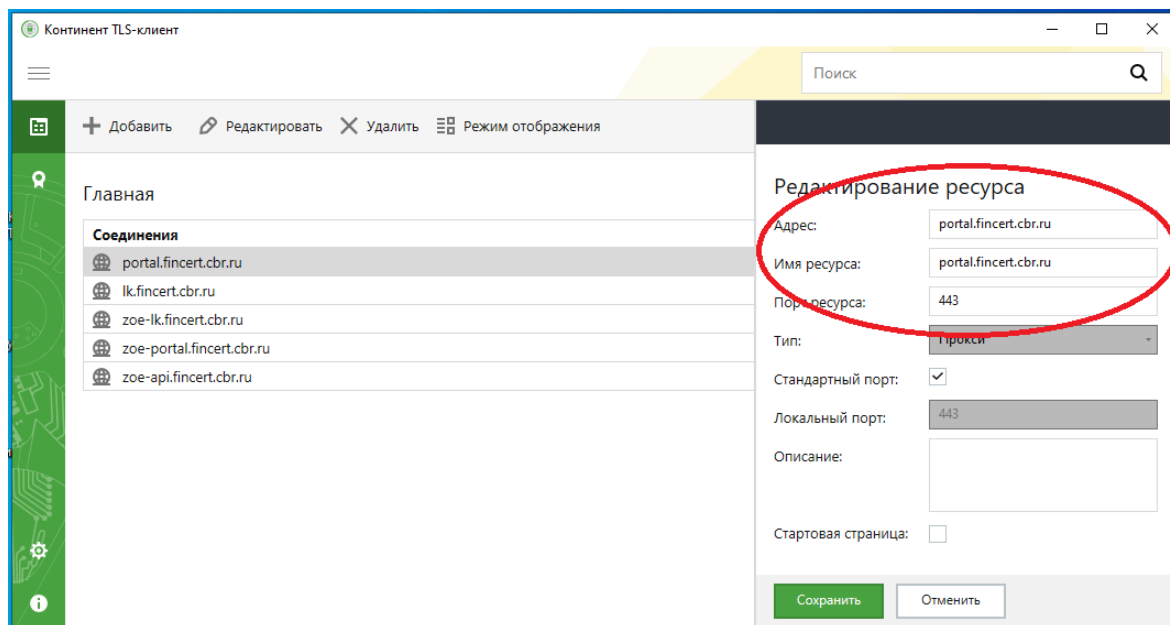 Континент TLS-клиент
Поиск
Добавить Редактировать Удалить Режим отображения
Главная
Соединения
portal.fincert.cbr.ru
lk.fincert.cbr.ru
zoe-lk.fincert.cbr.ru
zoe-portal.fincert.cbr.ru
zoe-api.fincert.cbr.ru
Редактирование ресурса
Адрес: portal.fincert.cbr.ru
Имя ресурса: portal.fincert.cbr.ru
Порт ресурса: 443
Тип: Прокси
Стандартный порт:
Локальный порт: 443
Описание:
Стартовая страница:
Сохранить Отменить